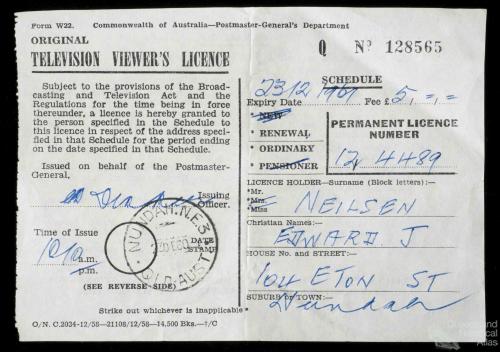 Form W22. Commonwealth of Australia—Postmaster-General's Department
ORIGINAL
TELEVISION VIEWER'S LICENCE
Subject to the provisions of the Broad-
casting and Television Act and the
Regulations for the time being in force
thereunder, a licence is hereby granted to
the person specified in the Schedule to
this licence in respect of the address speci-
fied in that Schedule for the period ending
on the date specified in that Schedule.
Issued on behalf of the Postmaster-
General,
Issuing
Officer.
Time of Issue
a.m.
p.m.
DATE
STAMP
NUNDAH.N.E.3
QLD-AUST
(SEE REVERSE SIDE)
Strike out whichever is inapplicable*
O/N. C.2034-12/58—21108/12/58—14,500 Bks.—†/C
Q Nº 128565
SCHEDULE
Expiry Date 23 12 1961 Fee £5
* NEW
* RENEWAL
* ORDINARY
* PENSIONER
PERMANENT LICENCE
NUMBER
12 4489
LICENCE HOLDER—Surname (Block letters):—
*Mr.
*Mrs.
*Miss
NEILSEN
Christian Names:—
EDWARD J
HOUSE No. and STREET:—
104 ETON ST
SUBURB or TOWN:—
Nundah
Atlas